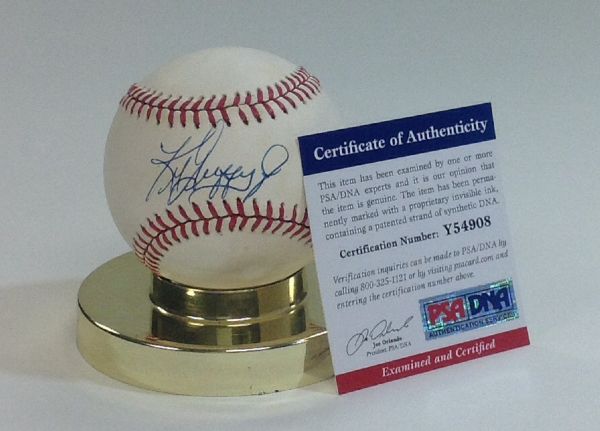 Certificate of Authenticity
This item has been examined by one or more
PSA/DNA experts and it is our opinion that
the item is genuine. The item has been perma-
nently marked with a proprietary invisible ink,
containing a patented strand of synthetic DNA.
Certification Number: Y54908
Verification inquiries can be made to PSA/DNA by
calling 800-325-1121 or by visiting psacard.com and
entering the certification number above.
PSA DNA
AUTHENTICATION SERVICES
Joe Orlando
President, PSA/DNA
Examined and Certified